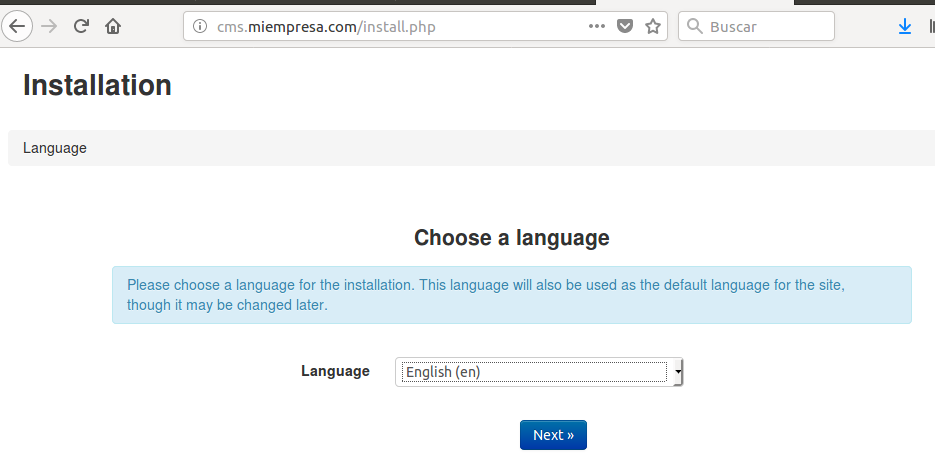 cms.miempresa.com/install.php
Buscar
Installation
Language
Choose a language
Please choose a language for the installation. This language will also be used as the default language for the site,
though it may be changed later.
Language English (en)
Next »